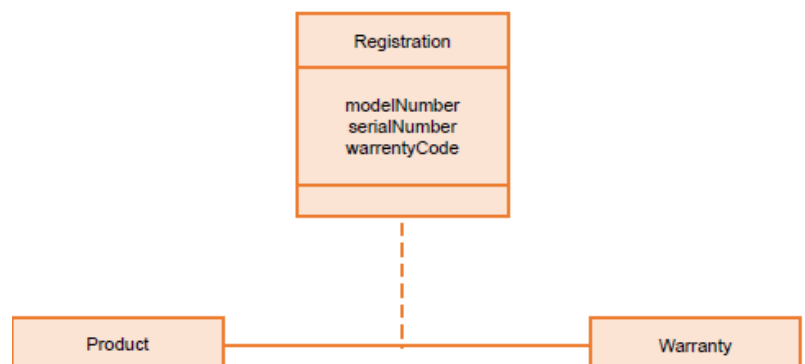 Registration
modelNumber
serialNumber
warrentyCode
Product
Warranty